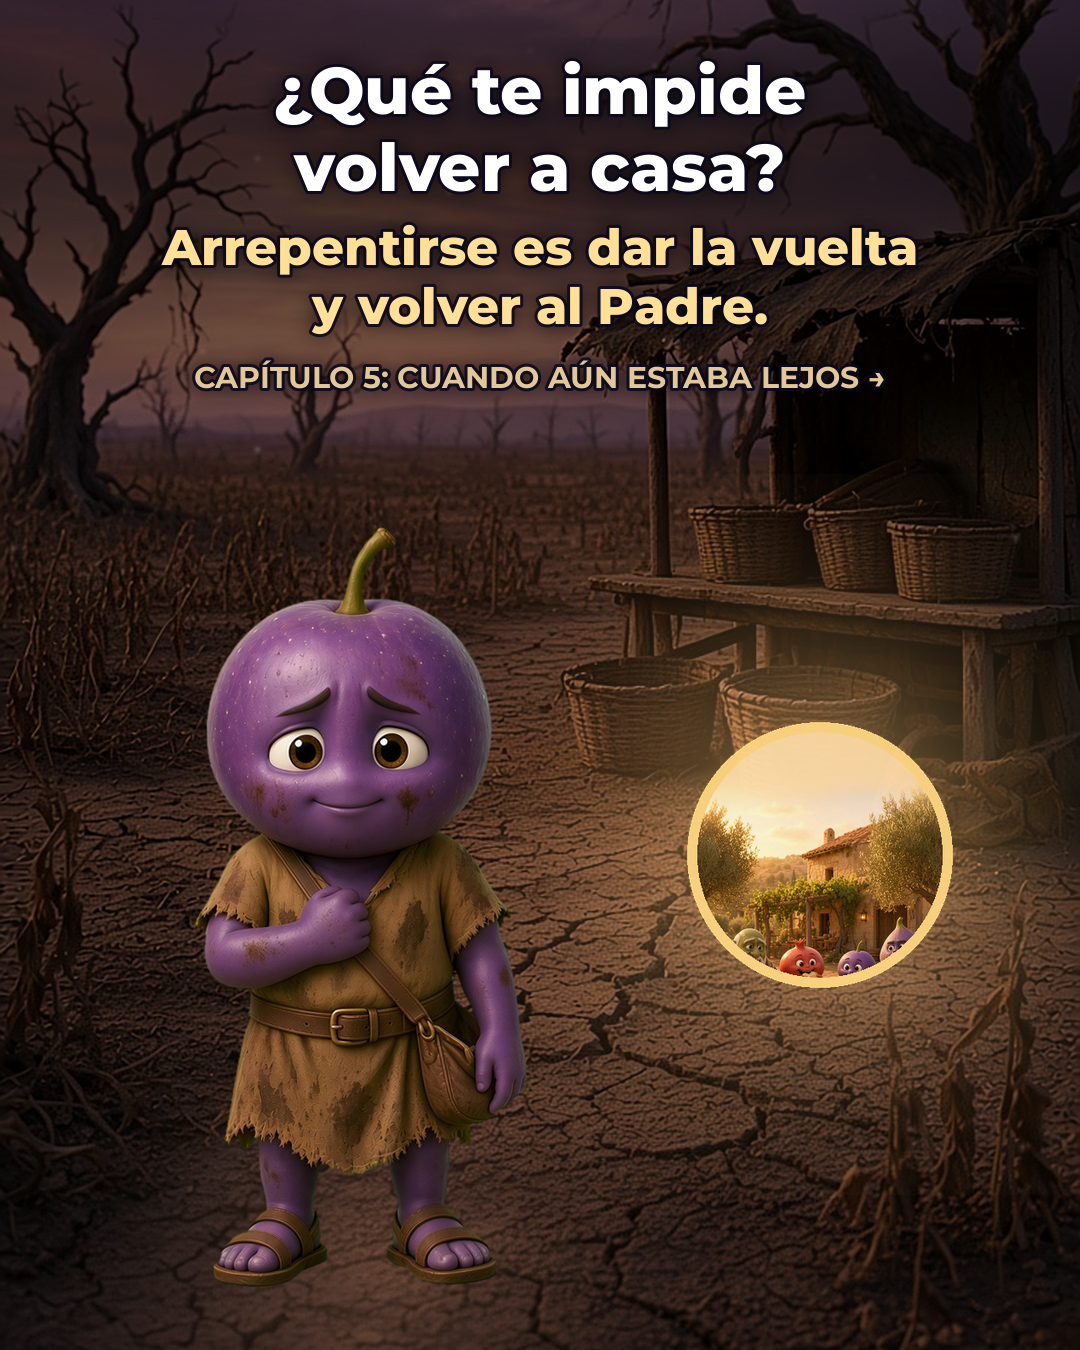 ¿Qué te impide
volver a casa?
Arrepentirse es dar la vuelta
y volver al Padre.
CAPÍTULO 5: CUANDO AÚN ESTABA LEJOS →